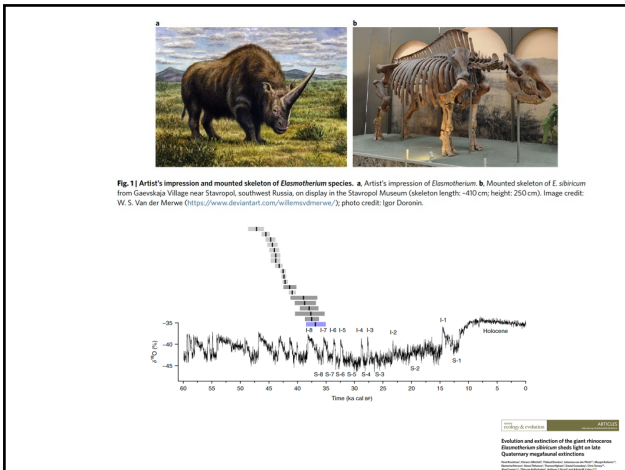 a
b
Fig. 1 | Artist's impression and mounted skeleton of Elasmotherium species. a, Artist's impression of Elasmotherium. b, Mounted skeleton of E. sibiricum
from Gaevskaja Village near Stavropol, southwest Russia, on display in the Stavropol Museum (skeleton length: ~410 cm; height: 250 cm). Image credit:
W. S. Van der Merwe (https://www.deviantart.com/willemsvdmerwe/); photo credit: Igor Doronin.
I-8 I-7 I-6 I-5 I-4 I-3 I-2 I-1 Holocene
−35
−40
−45
δ¹⁸O (‰)
S-8 S-7 S-6 S-5 S-4 S-3 S-2 S-1
60 55 50 45 40 35 30 25 20 15 10 5 0
Time (ka cal BP)
ecology & evolution
ARTICLES
Evolution and extinction of the giant rhinoceros
Elasmotherium sibiricum sheds light on late
Quaternary megafaunal extinctions